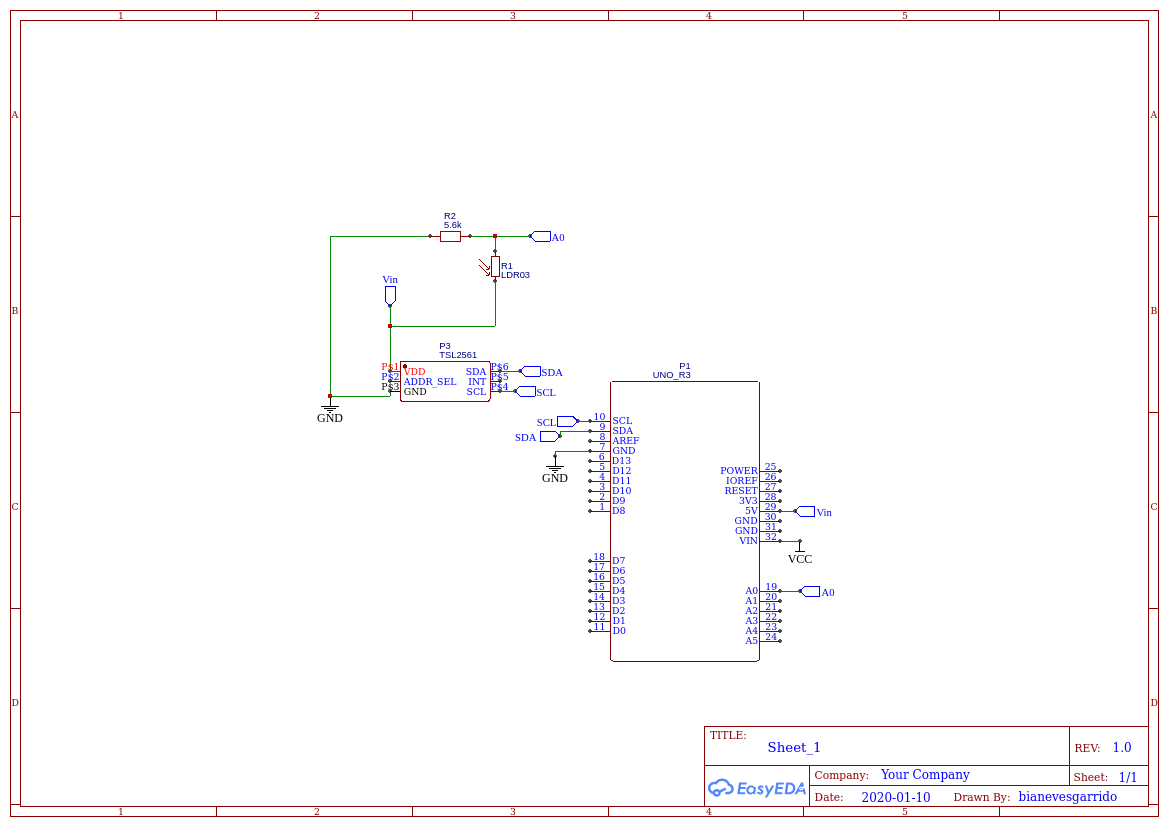 1 2 3 4 5
A A
R2
5.6k
A0
R1
LDR03
Vin
B B
P3
TSL2561
P$1 VDD SDA P$6 SDA
P$2 ADDR_SEL INT P$5
P$3 GND SCL P$4 SCL
GND
P1
UNO_R3
SCL 10 SCL
SDA 9 SDA
8 AREF
7 GND
GND
6 D13
5 D12
4 D11
3 D10
2 D9
1 D8
POWER 25
IOREF 26
RESET 27
3V3 28
5V 29 Vin
GND 30
GND 31
VIN 32
VCC
C C
18 D7
17 D6
16 D5
15 D4
14 D3
13 D2
12 D1
11 D0
A0 19 A0
A1 20
A2 21
A3 22
A4 23
A5 24
D D
TITLE:
Sheet_1
REV: 1.0
EasyEDA
Company: Your Company
Sheet: 1/1
Date: 2020-01-10 Drawn By: bianevesgarrido
1 2 3 4 5